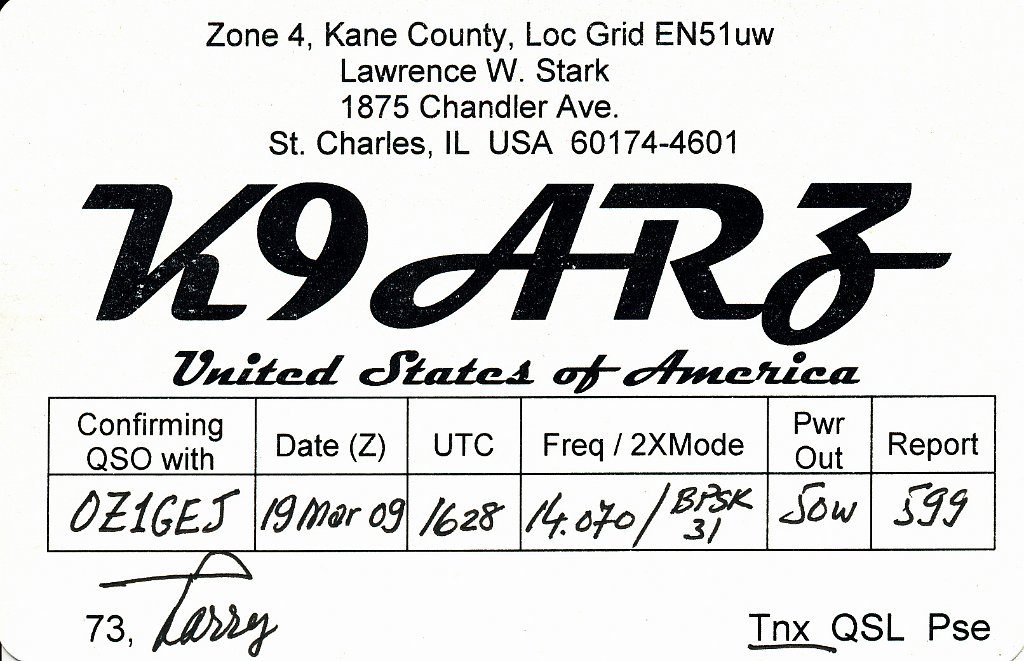 Zone 4, Kane County, Loc Grid EN51uw
Lawrence W. Stark
1875 Chandler Ave.
St. Charles, IL USA 60174-4601
K9ARZ
United States of America
Confirming QSO with Date (Z) UTC Freq / 2XMode Pwr Out Report
OZ1GEJ 19 Mar 09 1628 14.070 / BPSK 31 50w 599
73, Larry
Tnx QSL Pse